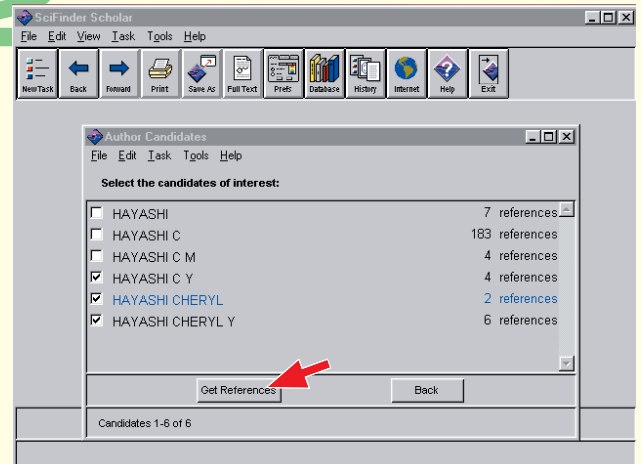 SciFinder Scholar
File Edit View Task Tools Help
New Task Back Forward Print Save As Full Text Prefs Database History Internet Help Exit
Author Candidates
File Edit Task Tools Help
Select the candidates of interest:
HAYASHI 7 references
HAYASHI C 183 references
HAYASHI C M 4 references
HAYASHI C Y 4 references
HAYASHI CHERYL 2 references
HAYASHI CHERYL Y 6 references
Get References Back
Candidates 1-6 of 6